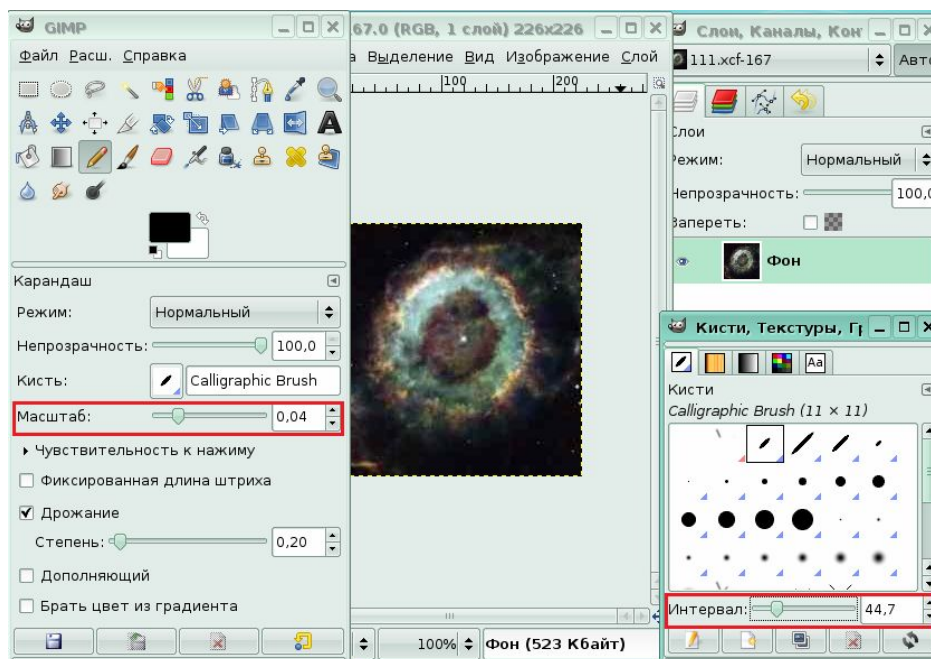 GIMP
Файл Расш. Справка
Карандаш
Режим: Нормальный
Непрозрачность: 100,0
Кисть: Calligraphic Brush
Масштаб: 0,04
Чувствительность к нажиму
Фиксированная длина штриха
Дрожание
Степень: 0,20
Дополняющий
Брать цвет из градиента
67.0 (RGB, 1 слой) 226x226
а Выделение Вид Изображение Слой
100 200
100% Фон (523 Кбайт)
Слои, Каналы, Кон
111.xcf-167 Авто
Слои
Режим: Нормальный
Непрозрачность: 100,0
Запереть:
Фон
Кисти, Текстуры, Гр
Aa
Кисти
Calligraphic Brush (11 × 11)
Интервал: 44,7